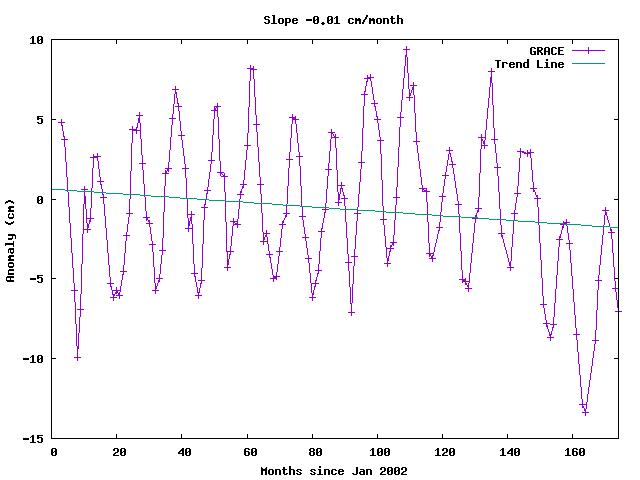 Slope -0.01 cm/month
GRACE
Trend Line
10
5
0
-5
-10
-15
Anomaly (cm)
0 20 40 60 80 100 120 140 160
Months since Jan 2002